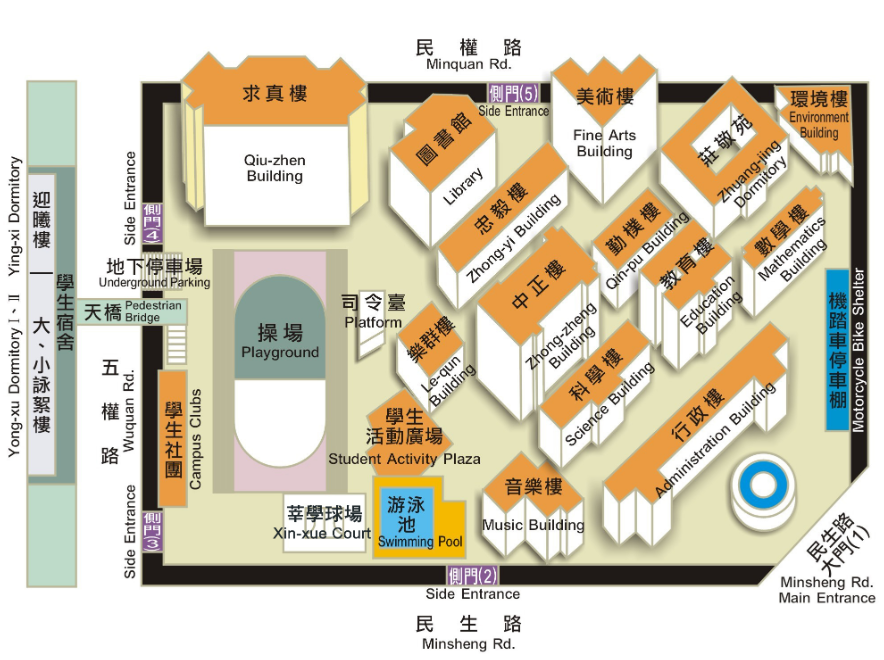 民 權 路
Minquan Rd.
求真樓
Qiu-zhen
Building
側門(5)
Side Entrance
圖書館
Library
美術樓
Fine Arts
Building
莊敬苑
Zhuang-jing
Dormitory
環境樓
Environment
Building
忠毅樓
Zhong-yi Building
勤樸樓
Qin-pu Building
數學樓
Mathematics
Building
中正樓
Zhong-zheng
Building
教育樓
Education
Building
Side Entrance
側門(4)
地下停車場
Underground Parking
天橋
Pedestrian
Bridge
Ying-xi Dormitory
Yong-xu Dormitory I、II
迎曦樓 — 大、小詠絮樓
學生宿舍
五 權 路
Wuquan Rd.
操場
Playground
司令臺
Platform
樂群樓
Le-qun
Building
科學樓
Science Building
行政樓
Administration Building
機踏車停車棚
Motorcycle Bike Shelter
學生社團
Campus Clubs
學生
活動廣場
Student Activity Plaza
Side Entrance
側門(3)
莘學球場
Xin-xue Court
游泳
池
Swimming Pool
音樂樓
Music Building
側門(2)
Side Entrance
民 生 路
Minsheng Rd.
民生路
大門(1)
Minsheng Rd.
Main Entrance